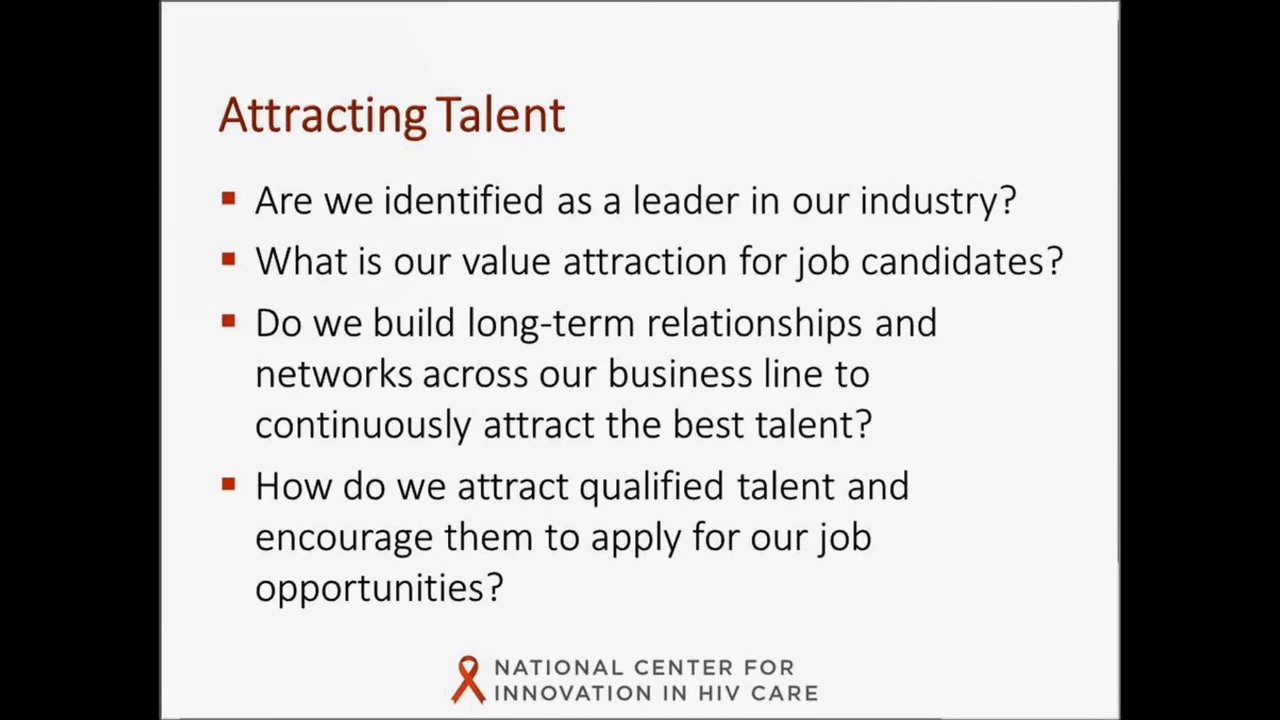 Attracting Talent
Are we identified as a leader in our industry?
What is our value attraction for job candidates?
Do we build long-term relationships and
networks across our business line to
continuously attract the best talent?
How do we attract qualified talent and
encourage them to apply for our job
opportunities?
NATIONAL CENTER FOR
INNOVATION IN HIV CARE